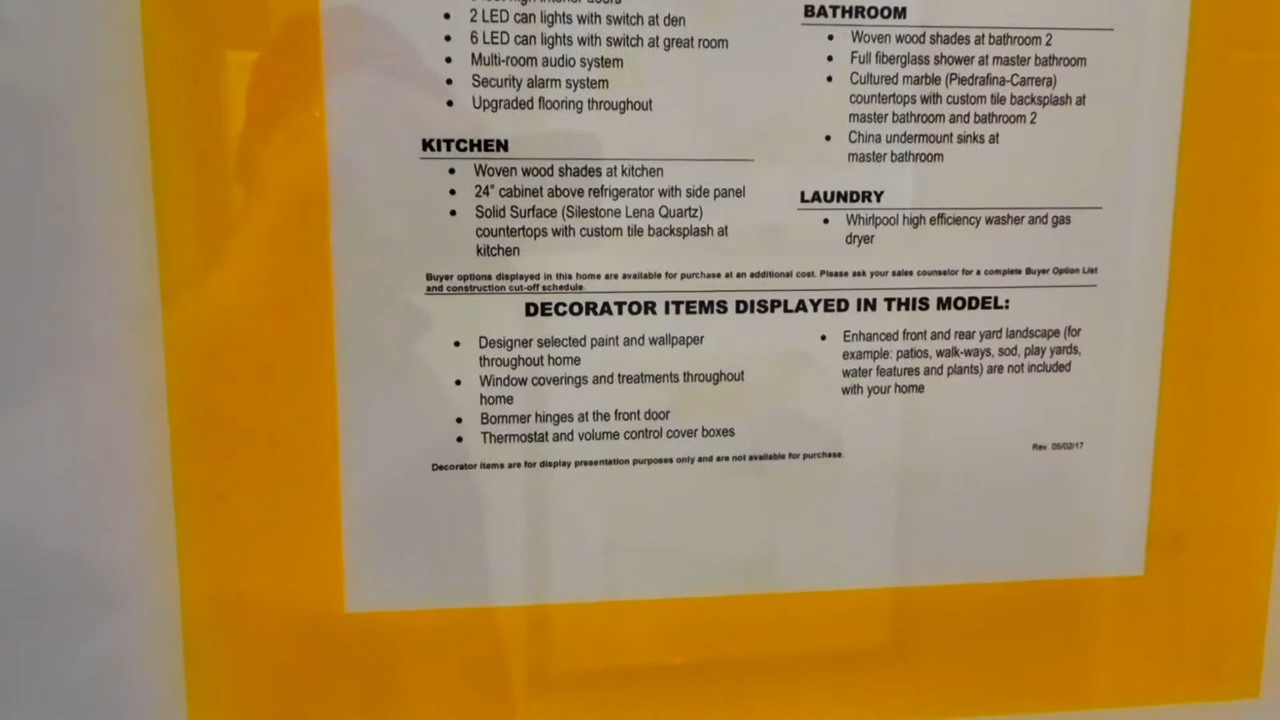 2 LED can lights with switch at den
6 LED can lights with switch at great room
Multi-room audio system
Security alarm system
Upgraded flooring throughout
KITCHEN
Woven wood shades at kitchen
24" cabinet above refrigerator with side panel
Solid Surface (Silestone Lena Quartz)
countertops with custom tile backsplash at
kitchen
BATHROOM
Woven wood shades at bathroom 2
Full fiberglass shower at master bathroom
Cultured marble (Piedrafina-Carrera)
countertops with custom tile backsplash at
master bathroom and bathroom 2
China undermount sinks at
master bathroom
LAUNDRY
Whirlpool high efficiency washer and gas
dryer
Buyer options displayed in this home are available for purchase at an additional cost. Please ask your sales counselor for a complete Buyer Option List
and construction cut-off schedule.
DECORATOR ITEMS DISPLAYED IN THIS MODEL:
Designer selected paint and wallpaper
throughout home
Window coverings and treatments throughout
home
Bommer hinges at the front door
Thermostat and volume control cover boxes
Enhanced front and rear yard landscape (for
example: patios, walk-ways, sod, play yards,
water features and plants) are not included
with your home
Rev. 05/02/17
Decorator items are for display presentation purposes only and are not available for purchase.